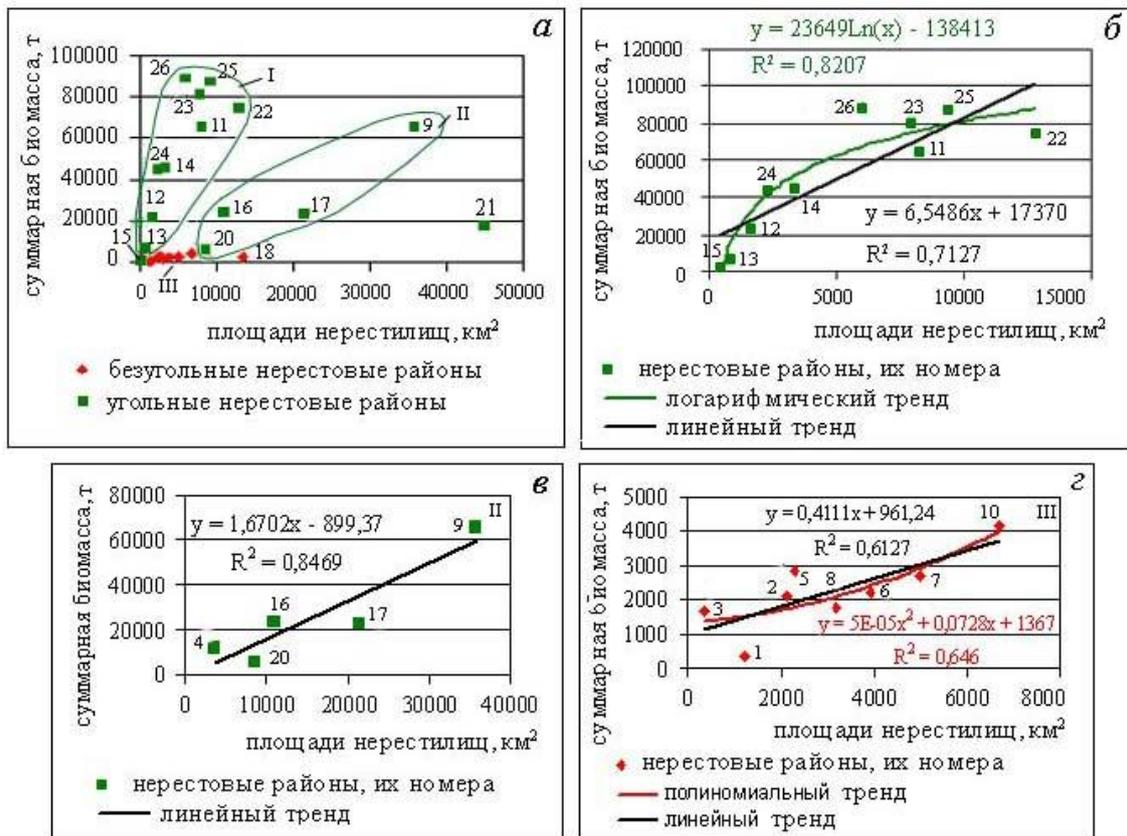 а
суммарная биомасса, т
100000
80000
60000
40000
20000
0
0 10000 20000 30000 40000 50000
26 25 I
23 22
11
24 14
12
15 13
III
II
9
16 17
20 18
21
площади нерестилищ, км²
безугольные нерестовые районы
угольные нерестовые районы
б
y = 23649Ln(x) - 138413
R² = 0,8207
суммарная биомасса, т
120000
100000
80000
60000
40000
20000
0
0 5000 10000 15000
26 23 25
22
11
24
14
12
15 13
y = 6,5486x + 17370
R² = 0,7127
площади нерестилищ, км²
нерестовые районы, их номера
логарифмический тренд
линейный тренд
в
суммарная биомасса, т
80000
60000
40000
20000
0
0 10000 20000 30000 40000
y = 1,6702x - 899,37
R² = 0,8469
9 II
16
17
4
20
площади нерестилищ, км²
нерестовые районы, их номера
линейный тренд
г
суммарная биомасса, т
5000
4000
3000
2000
1000
0
0 2000 4000 6000 8000
y = 0,4111x + 961,24
R² = 0,6127
10 III
2 5 8
7
6
3
1
y = 5E-05x² + 0,0728x + 1367
R² = 0,646
площади нерестилищ, км²
нерестовые районы, их номера
полиномиальный тренд
линейный тренд